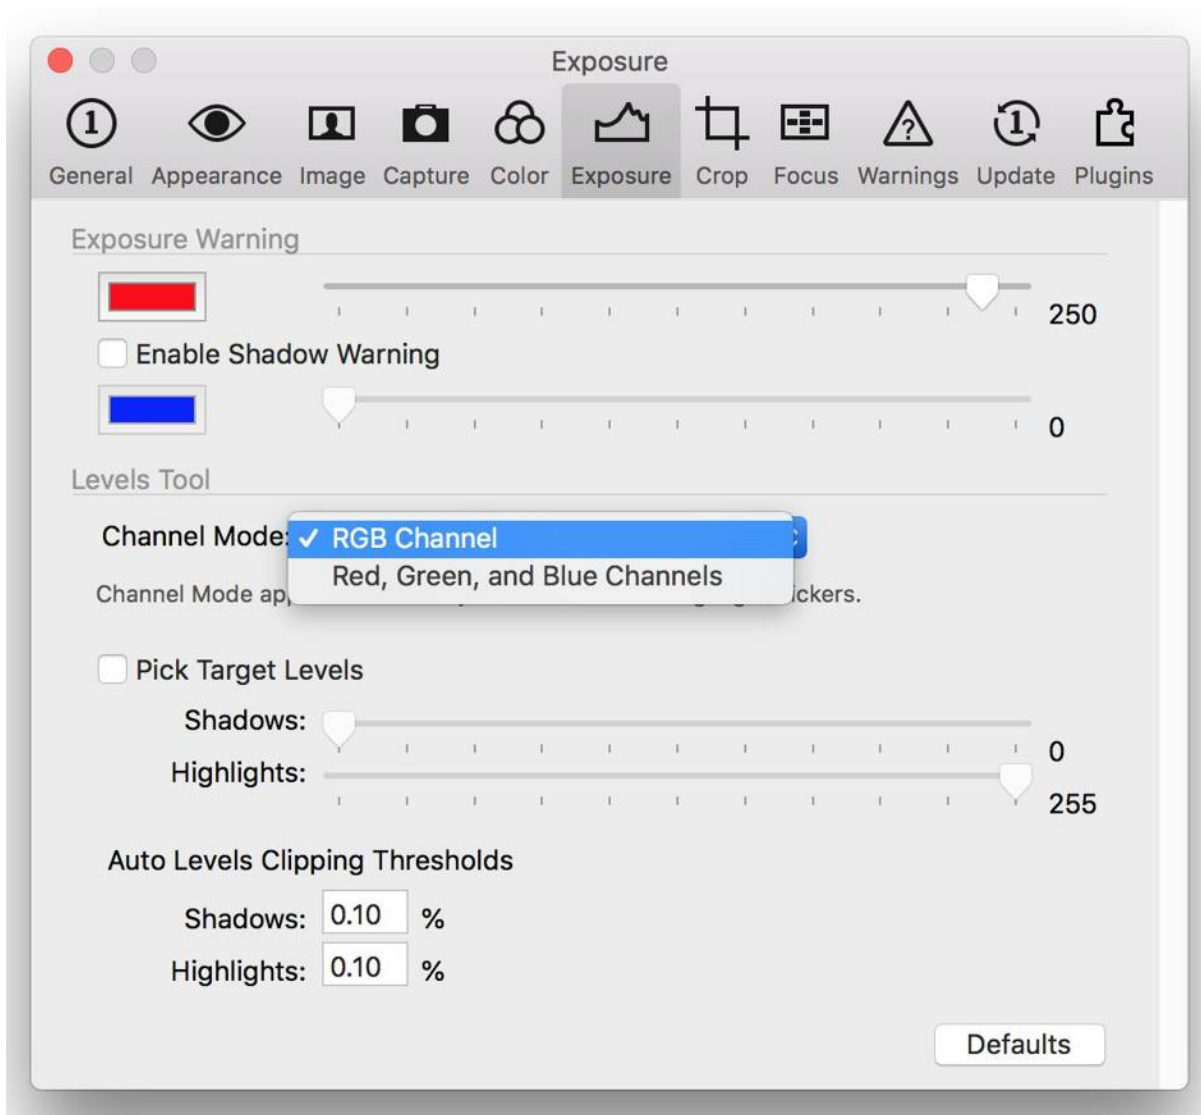 Exposure
General Appearance Image Capture Color Exposure Crop Focus Warnings Update Plugins
Exposure Warning
250
Enable Shadow Warning
0
Levels Tool
Channel Mode: ✓ RGB Channel
Red, Green, and Blue Channels
Channel Mode ap ickers.
Pick Target Levels
Shadows: 0
Highlights: 255
Auto Levels Clipping Thresholds
Shadows: 0.10 %
Highlights: 0.10 %
Defaults